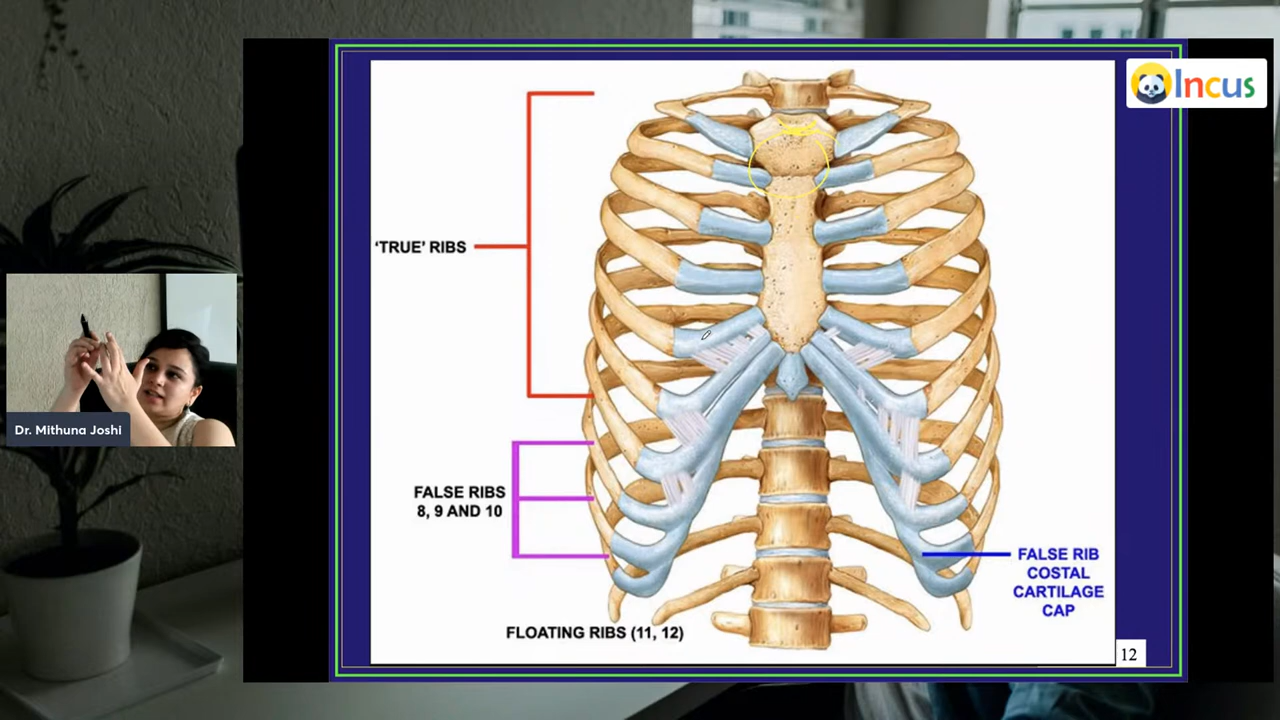 Incus
'TRUE' RIBS
Dr. Mithuna Joshi
FALSE RIBS
8, 9 AND 10
FALSE RIB
COSTAL
CARTILAGE
CAP
FLOATING RIBS (11, 12)
12